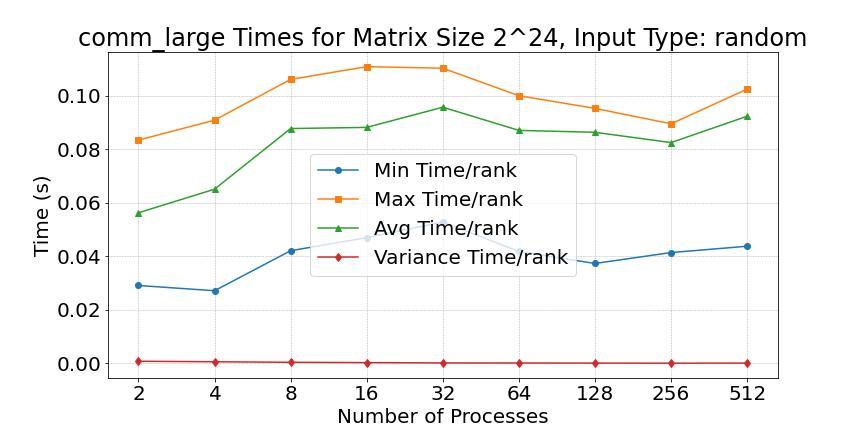 comm_large Times for Matrix Size 2^24, Input Type: random
Time (s)
0.10
0.08
0.06
0.04
0.02
0.00
Min Time/rank
Max Time/rank
Avg Time/rank
Variance Time/rank
2 4 8 16 32 64 128 256 512
Number of Processes